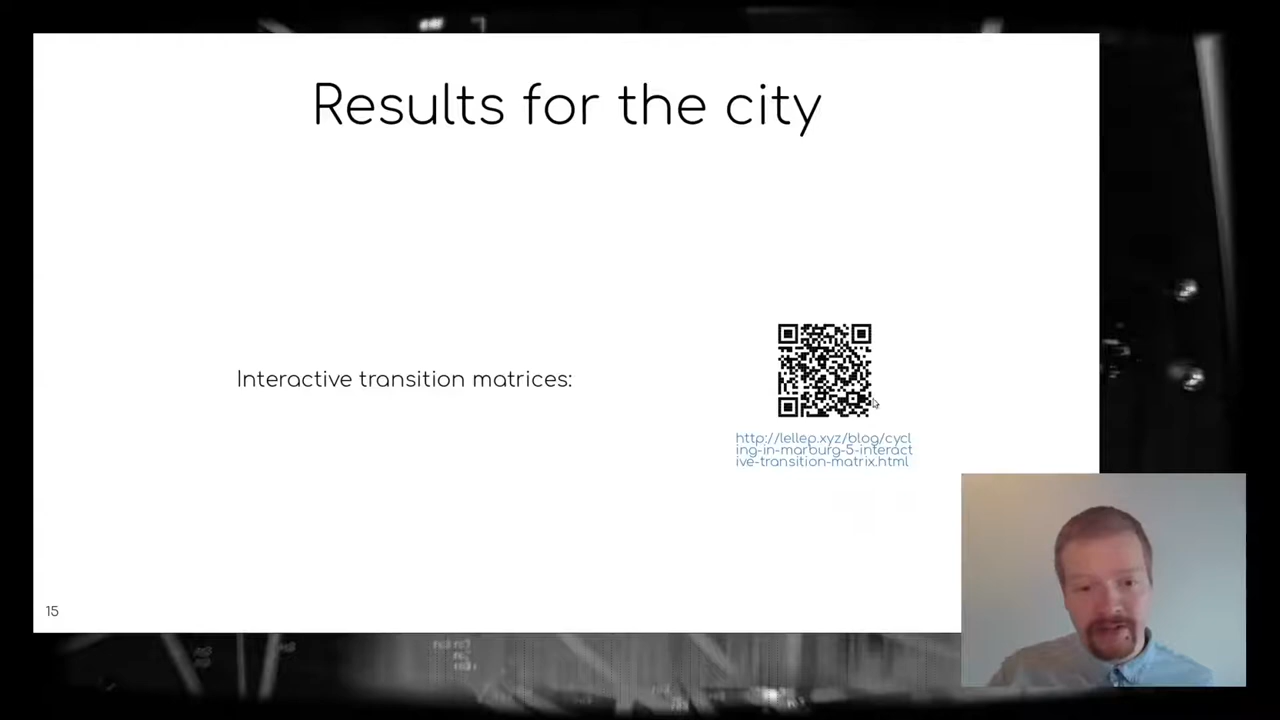 Results for the city
Interactive transition matrices:
http://lellep.xyz/blog/cycl
ing-in-marburg-5-interact
ive-transition-matrix.html
15